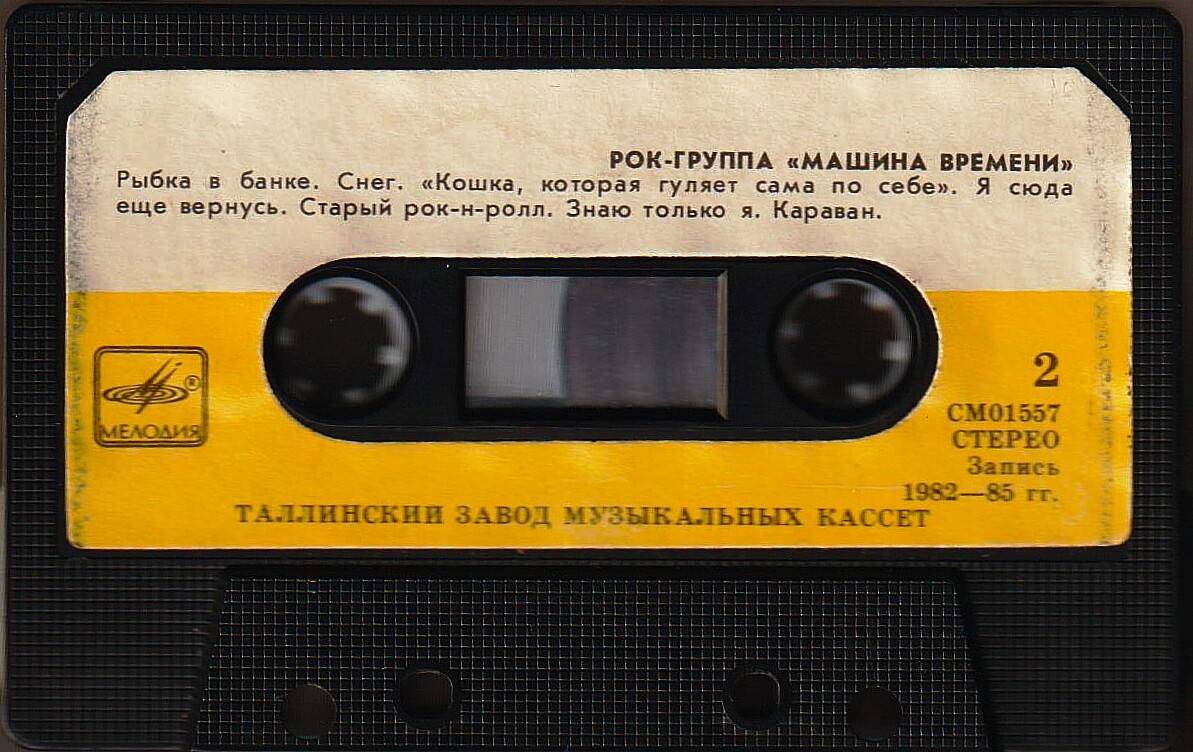 РОК-ГРУППА «МАШИНА ВРЕМЕНИ»
Рыбка в банке. Снег. «Кошка, которая гуляет сама по себе». Я сюда
еще вернусь. Старый рок-н-ролл. Знаю только я. Караван.
2
®
МЕЛОДИЯ
СМ01557
СТЕРЕО
Запись
1982—85 гг.
ТАЛЛИНСКИЙ ЗАВОД МУЗЫКАЛЬНЫХ КАССЕТ